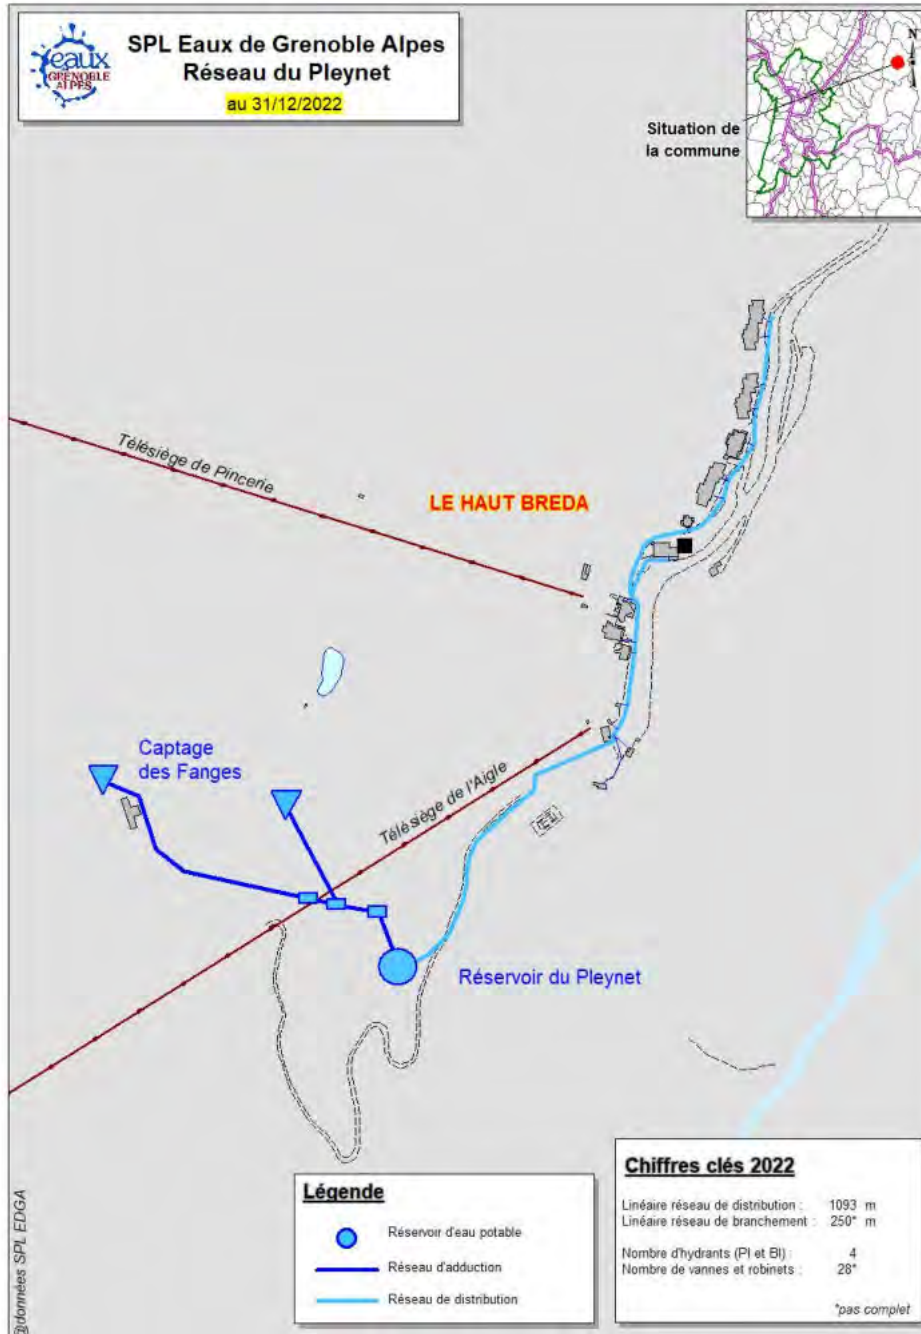 eaux
GRENOBLE
ALPES
SPL Eaux de Grenoble Alpes
Réseau du Pleynet
au 31/12/2022
N
Situation de
la commune
Télésiège de Pincerie
LE HAUT BREDA
Captage
des Fanges
Télésiège de l'Aigle
Réservoir du Pleynet
Légende
Réservoir d'eau potable
Réseau d'adduction
Réseau de distribution
Chiffres clés 2022
Linéaire réseau de distribution : 1093 m
Linéaire réseau de branchement : 250* m
Nombre d'hydrants (PI et BI) : 4
Nombre de vannes et robinets : 28*
*pas complet
@données SPL EDGA